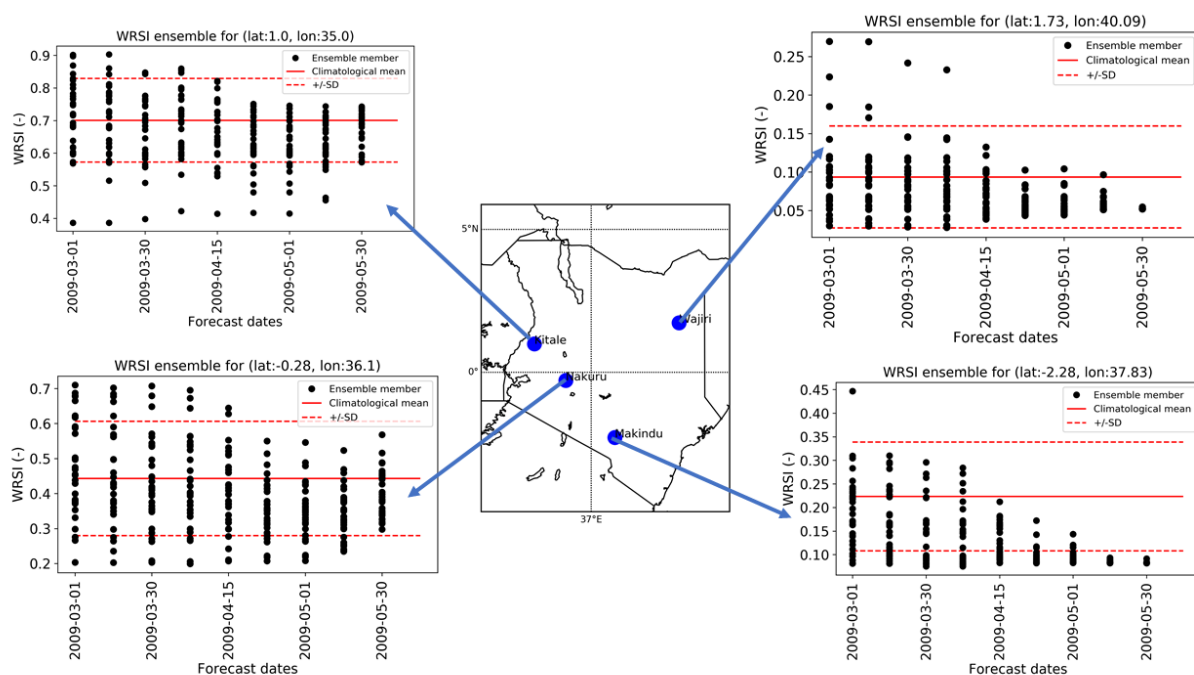 WRSI ensemble for (lat:1.0, lon:35.0)
Ensemble member
Climatological mean
+/-SD
WRSI (-)
0.9
0.8
0.7
0.6
0.5
0.4
2009-03-01
2009-03-30
2009-04-15
2009-05-01
2009-05-30
Forecast dates
WRSI ensemble for (lat:1.73, lon:40.09)
Ensemble member
Climatological mean
+/-SD
WRSI (-)
0.25
0.20
0.15
0.10
0.05
2009-03-01
2009-03-30
2009-04-15
2009-05-01
2009-05-30
Forecast dates
5°N
0°
37°E
Wajiri
Kitale
Nakuru
Makindu
WRSI ensemble for (lat:-0.28, lon:36.1)
Ensemble member
Climatological mean
+/-SD
WRSI (-)
0.7
0.6
0.5
0.4
0.3
0.2
2009-03-01
2009-03-30
2009-04-15
2009-05-01
2009-05-30
Forecast dates
WRSI ensemble for (lat:-2.28, lon:37.83)
Ensemble member
Climatological mean
+/-SD
WRSI (-)
0.45
0.40
0.35
0.30
0.25
0.20
0.15
0.10
2009-03-01
2009-03-30
2009-04-15
2009-05-01
2009-05-30
Forecast dates